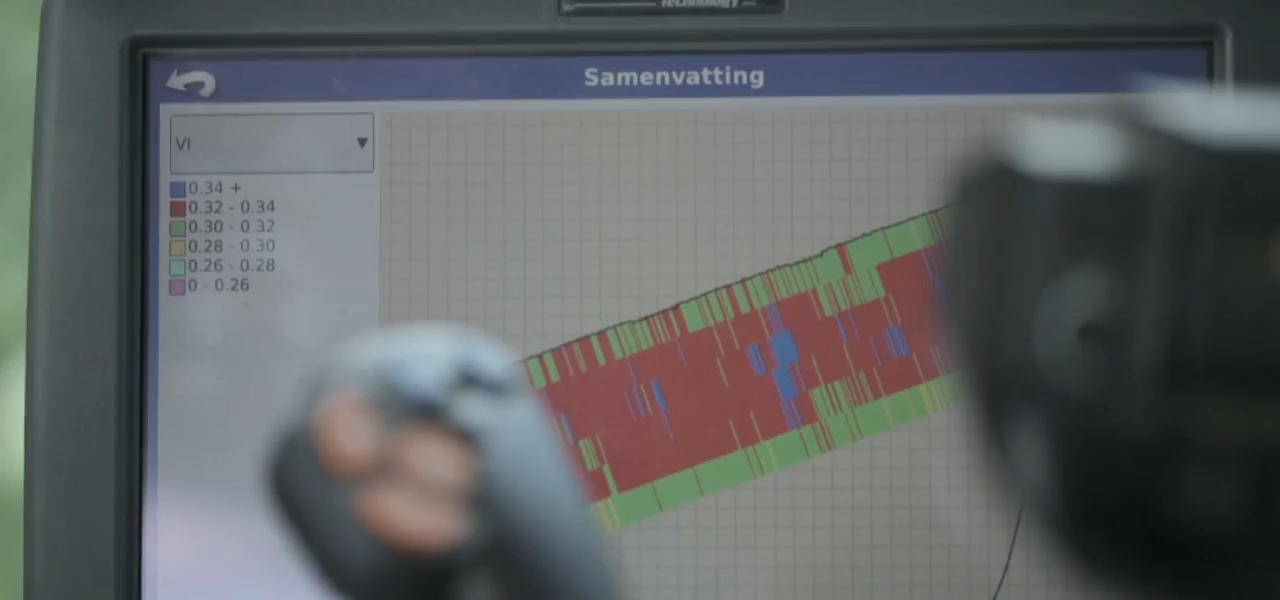 TECHNOLOGY
Samenvatting
VI
0.34 +
0.32 - 0.34
0.30 - 0.32
0.28 - 0.30
0.26 - 0.28
0 - 0.26